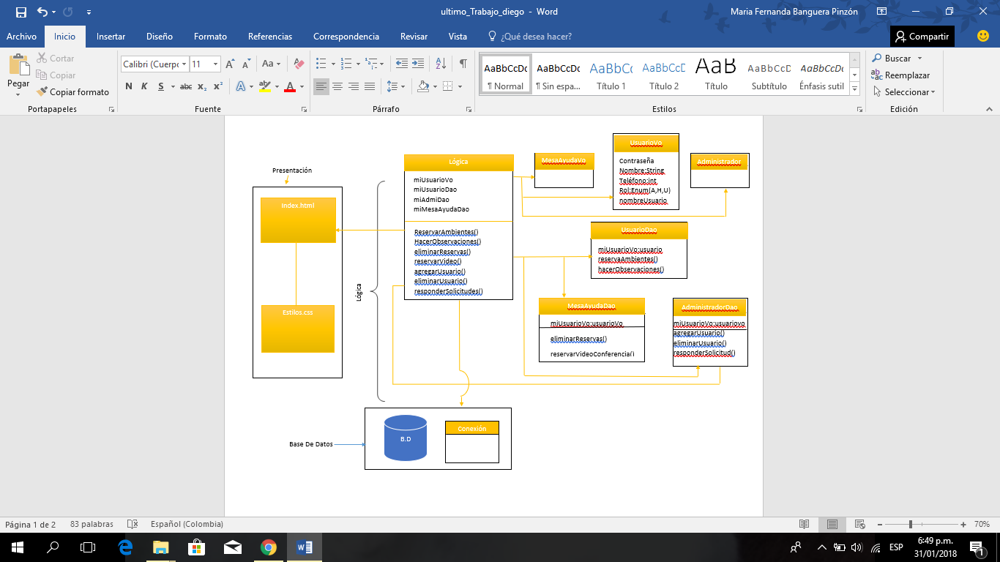 ultimo_Trabajo_diego - Word
Maria Fernanda Banguera Pinzón
Archivo
Inicio
Insertar
Diseño
Formato
Referencias
Correspondencia
Revisar
Vista
¿Qué desea hacer?
Compartir
Pegar
Cortar
Copiar
Copiar formato
Portapapeles
Calibri (Cuerpo
11
A A Aa
N K S abc x₂ x²
A ab A
Fuente
Párrafo
AaBbCcDc
¶ Normal
AaBbCcDc
¶ Sin espa...
AaBbCc
Título 1
AaBbCcD
Título 2
AaB
Título
AaBbCcD
Subtítulo
AaBbCcDc
Énfasis sutil
Estilos
Buscar
Reemplazar
Seleccionar
Edición
Presentación
Index.html
Estilos.css
Lógica
Lógica
miUsuarioVo
miUsuarioDao
miAdmiDao
miMesaAyudaDao
ReservarAmbientes()
HacerObservaciones()
eliminarReservas()
reservarVideo()
agregarUsuario()
eliminarUsuario()
responderSolicitudes()
MesaAyudaVo
UsuarioVo
Contraseña
Nombre:String
Teléfono:int
Rol:Enum(A,H,U)
nombreUsuario
Administrador
UsuarioDao
miUsuarioVo:usuario
reservaAmbientes()
hacerObservaciones()
MesaAyudaDao
miUsuarioVo:usuarioVo
eliminarReservas()
reservarVideoConferencia()
AdministradorDao
miUsuarioVo:usuariovo
agregarUsuario()
eliminarUsuario()
responderSolicitud()
Base De Datos
B.D
Conexión
Página 1 de 2
83 palabras
Español (Colombia)
70%
ESP
6:49 p.m.
31/01/2018
1